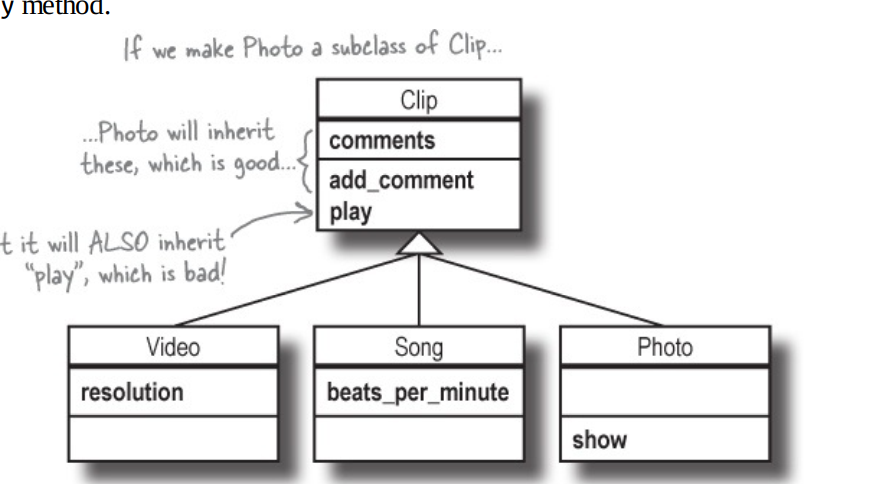 y method.
If we make Photo a subclass of Clip...
Clip
...Photo will inherit
these, which is good...
comments
add_comment
play
t it will ALSO inherit
"play", which is bad!
Video
resolution
Song
beats_per_minute
Photo
show